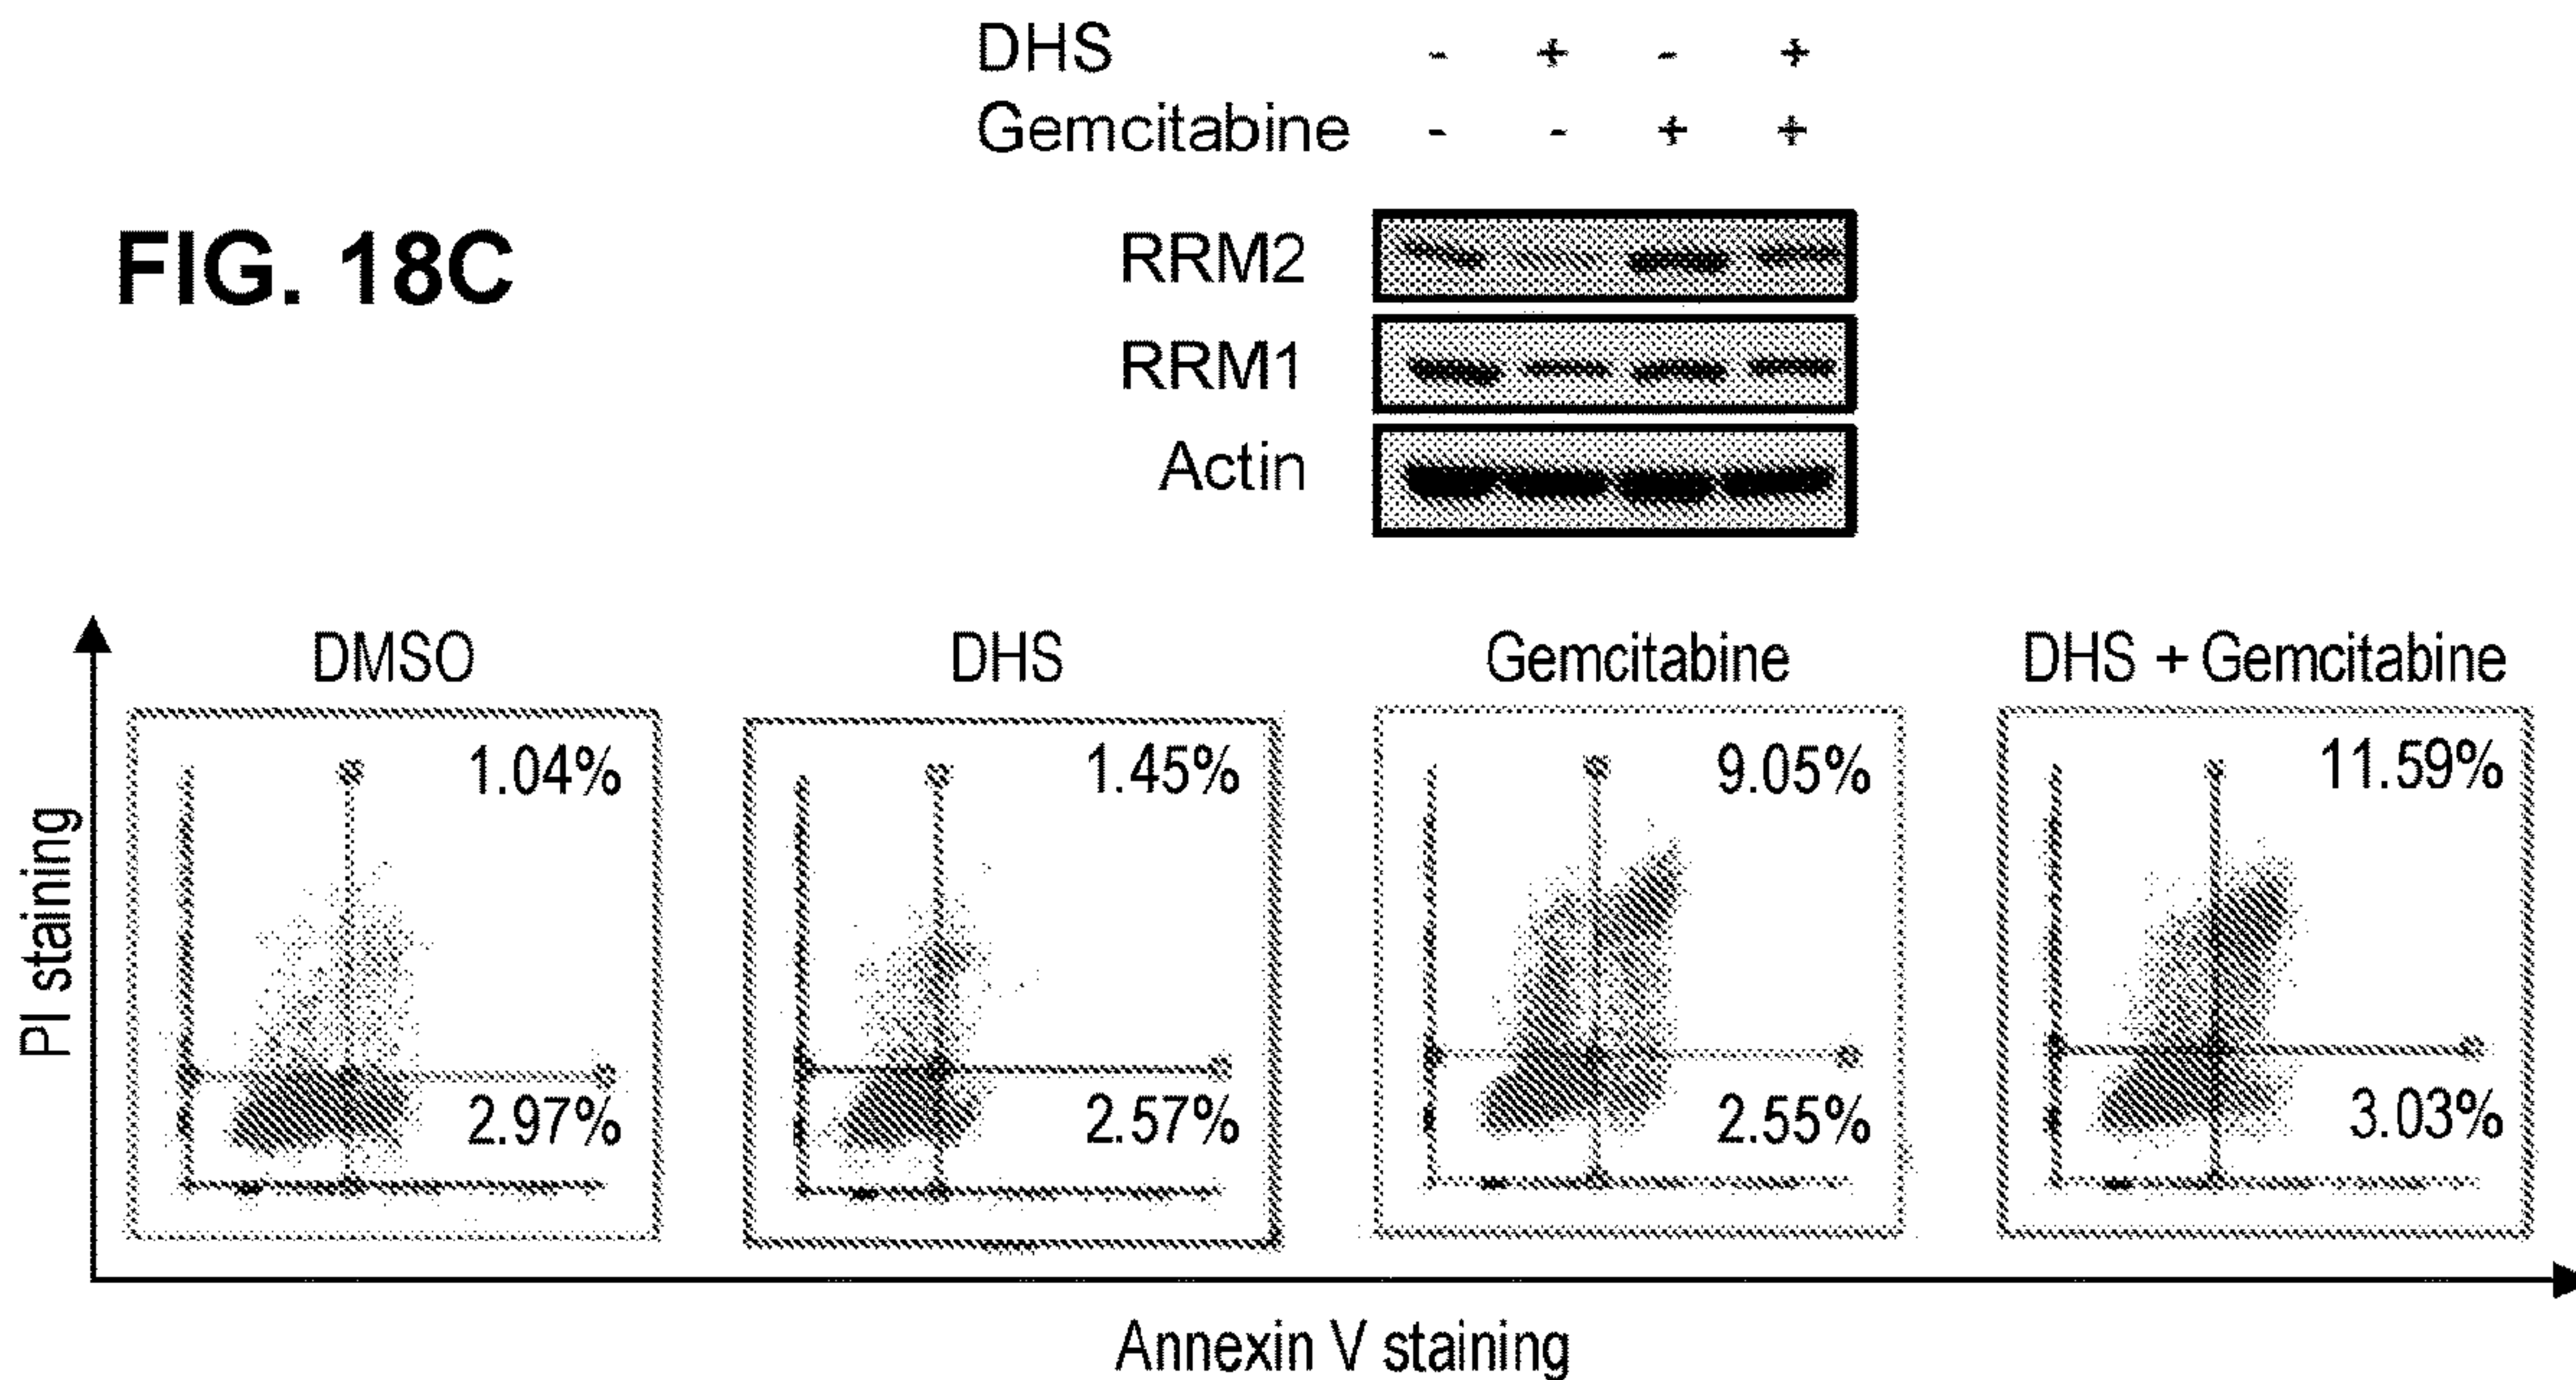 DHS - + - +
Gemcitabine - - + +
FIG. 18C
RRM2
RRM1
Actin
DMSO DHS Gemcitabine DHS + Gemcitabine
1.04% 1.45% 9.05% 11.59%
PI staining
2.97% 2.57% 2.55% 3.03%
Annexin V staining